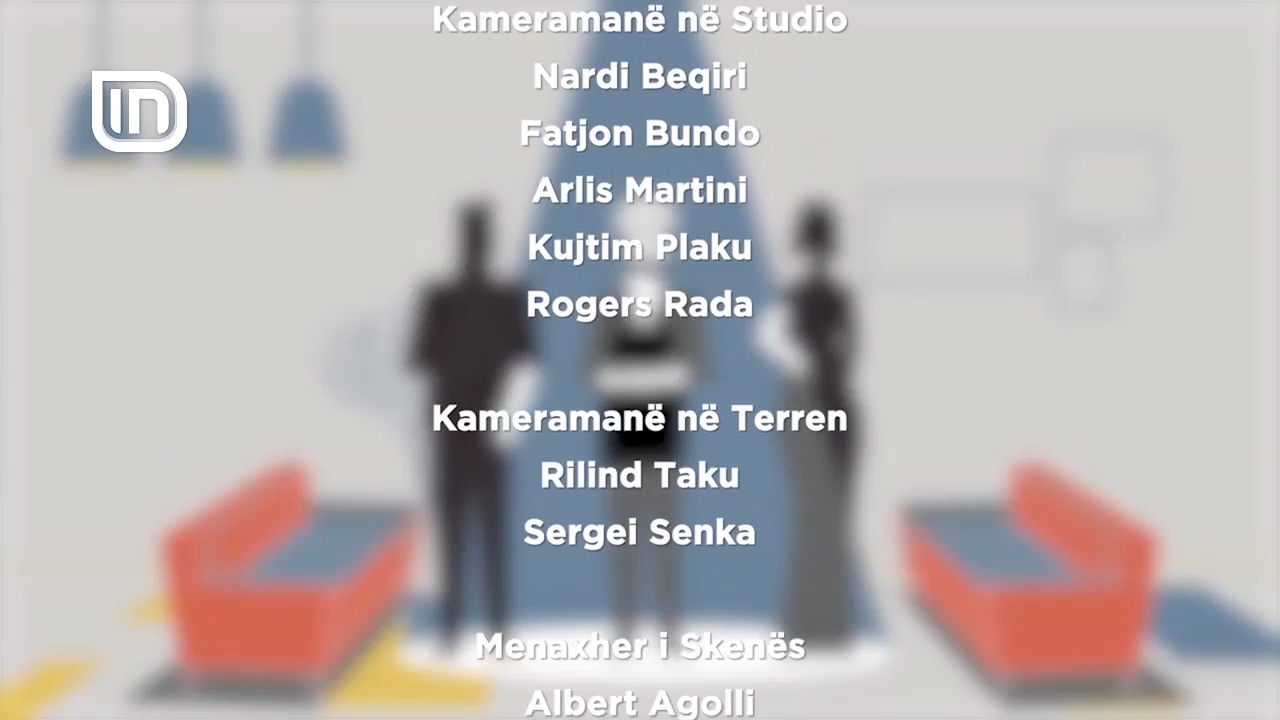 Kameramanë në Studio
IN
Nardi Beqiri
Fatjon Bundo
Arlis Martini
Kujtim Plaku
Rogers Rada
Kameramanë në Terren
Rilind Taku
Sergei Senka
Menaxher i Skenës
Albert Agolli